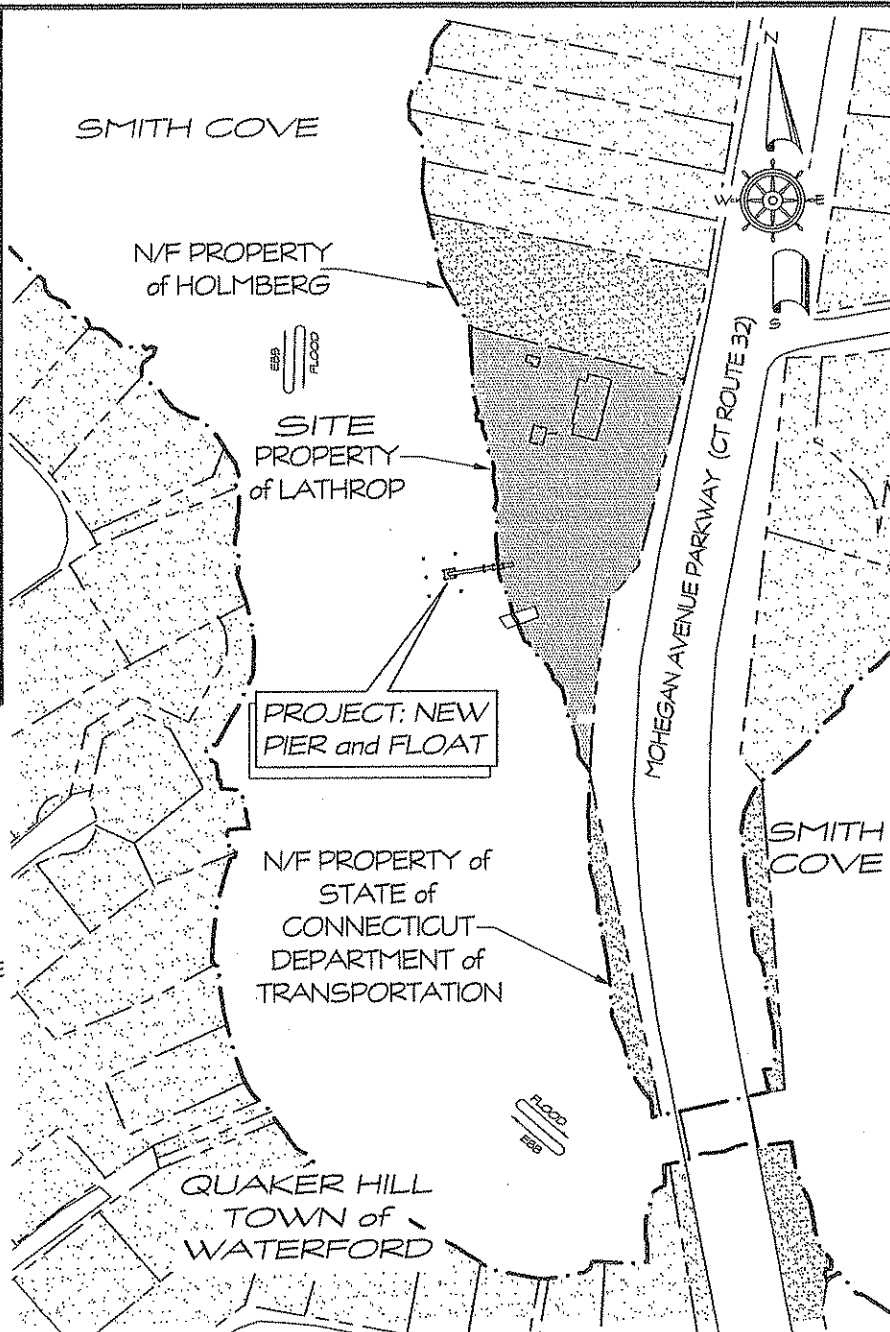 SMITH COVE
N
W
E
S
N/F PROPERTY
of HOLMBERG
EBB
FLOOD
SITE
PROPERTY
of LATHROP
MOHEGAN AVENUE PARKWAY (CT ROUTE 32)
PROJECT: NEW
PIER and FLOAT
SMITH
COVE
N/F PROPERTY of
STATE of
CONNECTICUT
DEPARTMENT of
TRANSPORTATION
FLOOD
EBB
QUAKER HILL
TOWN of
WATERFORD